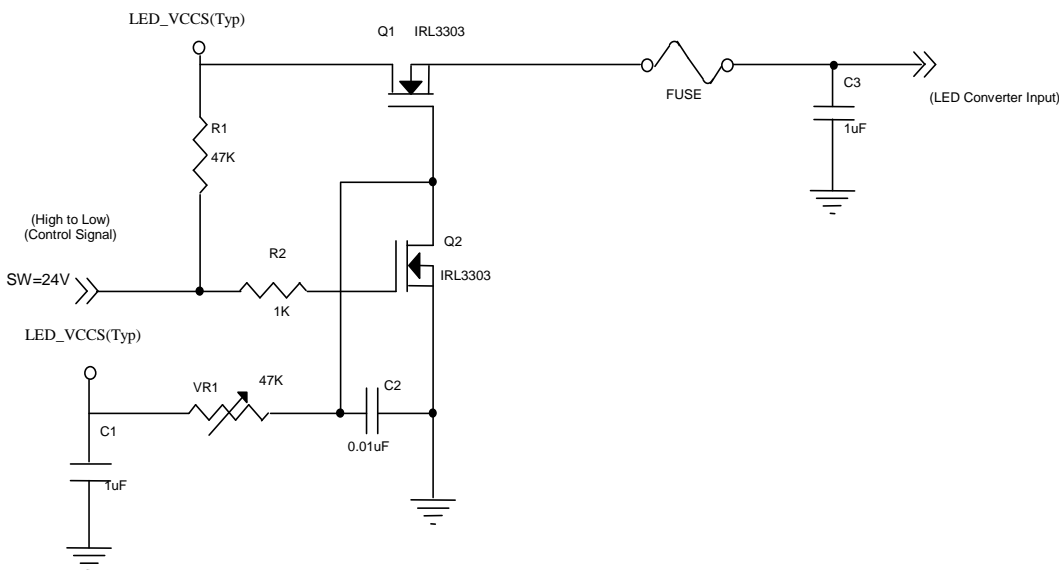 LED_VCCS(Typ)
Q1 IRL3303
FUSE
C3
(LED Converter Input)
1uF
R1
47K
(High to Low)
(Control Signal)
Q2
R2
IRL3303
SW=24V
1K
LED_VCCS(Typ)
VR1
47K
C2
C1
0.01uF
1uF